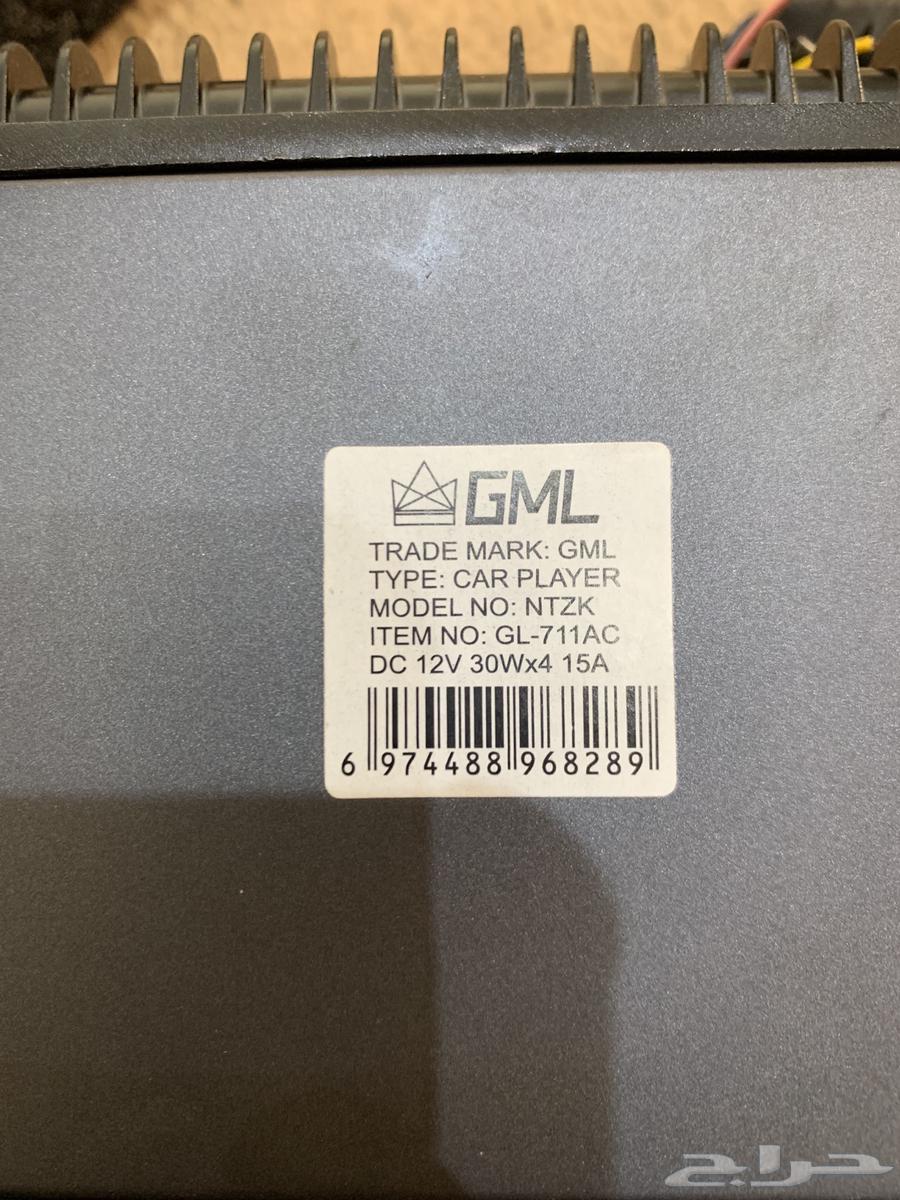 GML
TRADE MARK: GML
TYPE: CAR PLAYER
MODEL NO: NTZK
ITEM NO: GL-711AC
DC 12V 30Wx4 15A
6 974488 968289
حراج